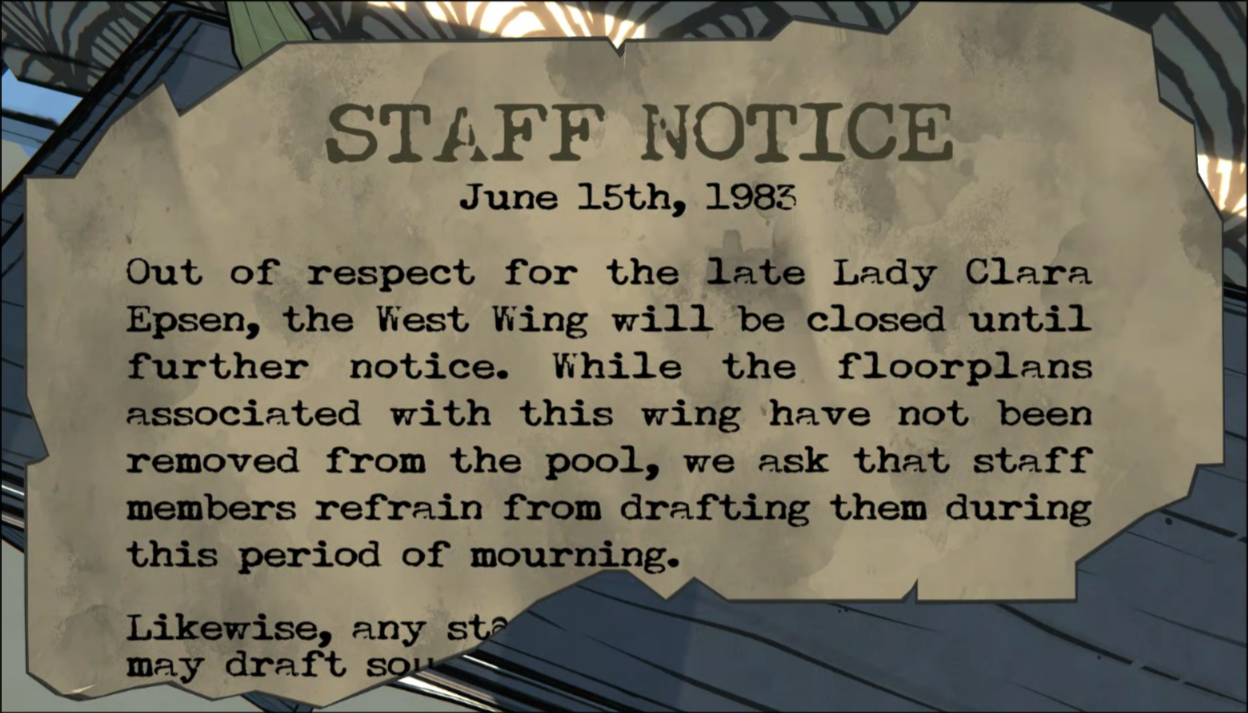 STAFF NOTICE
June 15th, 1983
Out of respect for the late Lady Clara
Epsen, the West Wing will be closed until
further notice. While the floorplans
associated with this wing have not been
removed from the pool, we ask that staff
members refrain from drafting them during
this period of mourning.
Likewise, any
may draft